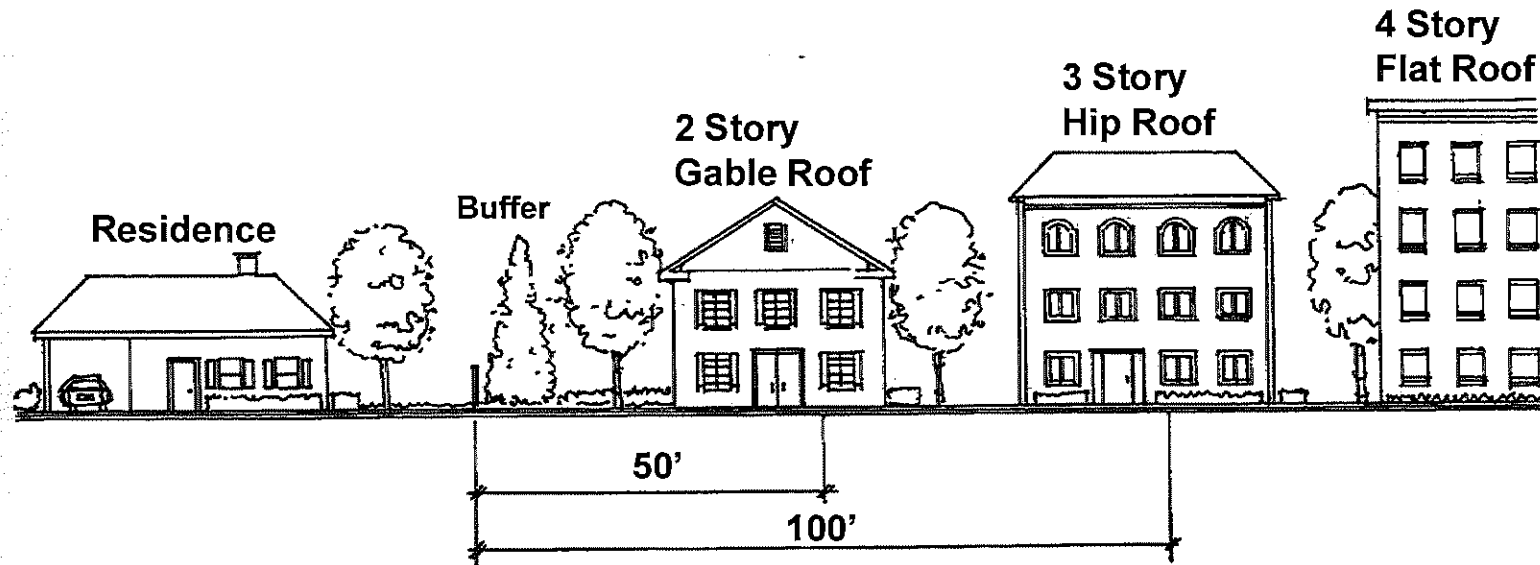 4 Story
Flat Roof
3 Story
Hip Roof
2 Story
Gable Roof
Buffer
Residence
50’
100’